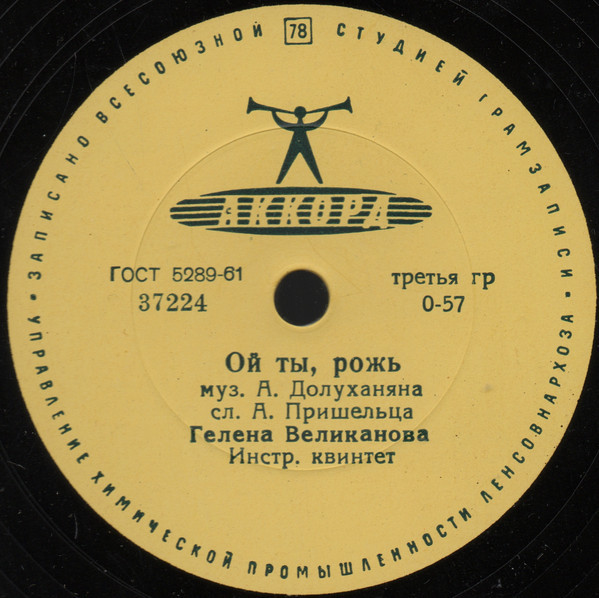 ЗАПИСАНО ВСЕСОЮЗНОЙ 78 СТУДИЕЙ ГРАМЗАПИСИ
АККОРД
ГОСТ 5289-61
третья гр
37224
0-57
Ой ты, рожь
муз. А. Долуханяна
сл. А. Пришельца
Гелена Великанова
Инстр. квинтет
УПРАВЛЕНИЕ ХИМИЧЕСКОЙ ПРОМЫШЛЕННОСТИ ЛЕНСОВНАРХОЗА